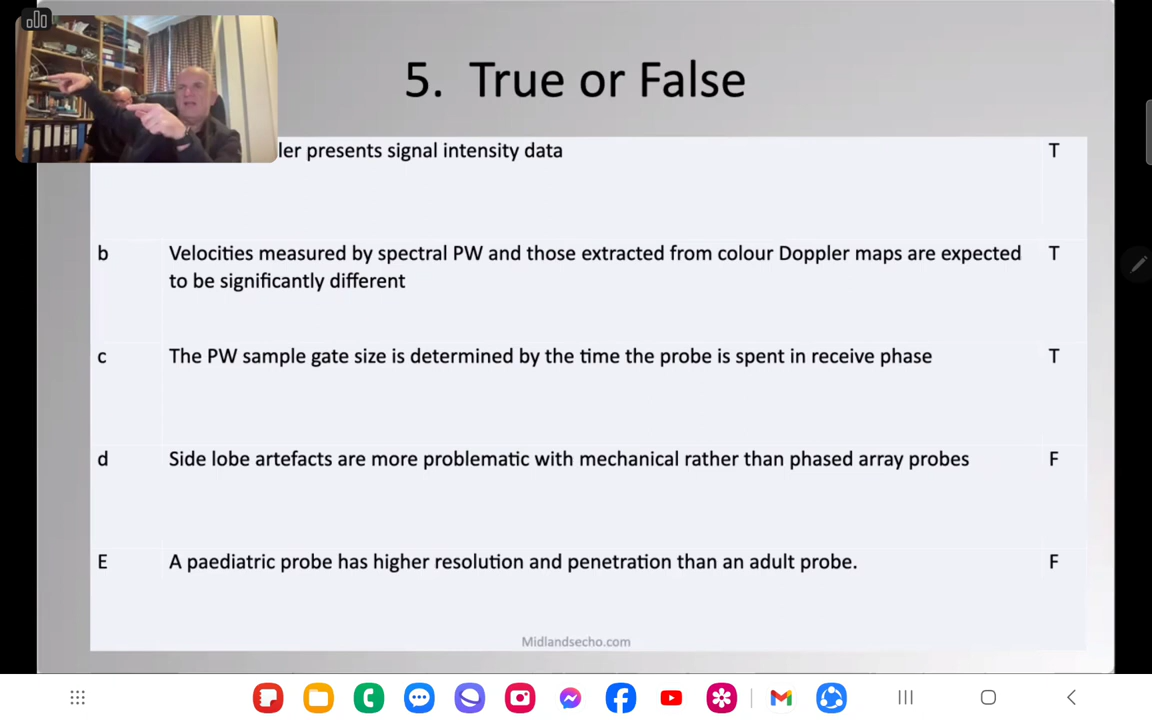 5. True or False
ler presents signal intensity data T
b Velocities measured by spectral PW and those extracted from colour Doppler maps are expected T
to be significantly different
c The PW sample gate size is determined by the time the probe is spent in receive phase T
d Side lobe artefacts are more problematic with mechanical rather than phased array probes F
E A paediatric probe has higher resolution and penetration than an adult probe. F
Midlandsecho.com